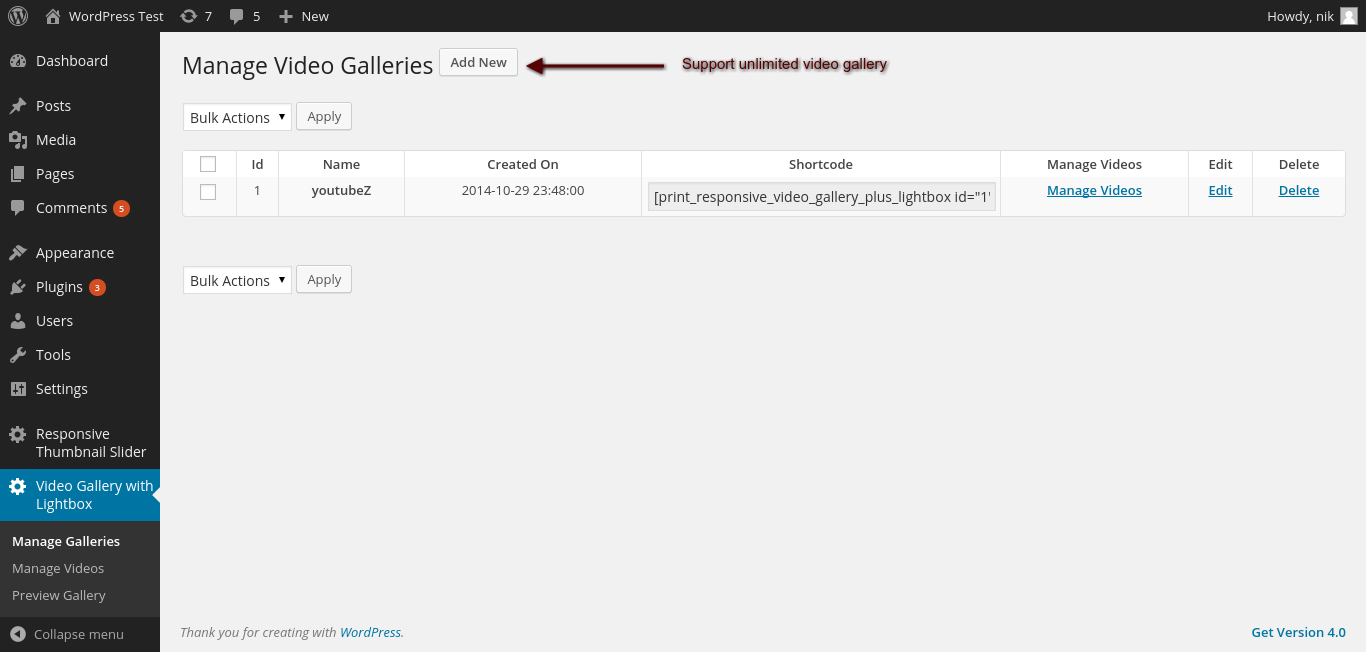 WordPress Test 7 5 New Howdy, nik
Dashboard
Posts
Media
Pages
Comments 5
Appearance
Plugins 3
Users
Tools
Settings
Responsive
Thumbnail Slider
Video Gallery with
Lightbox
Manage Galleries
Manage Videos
Preview Gallery
Collapse menu
Manage Video Galleries Add New Support unlimited video gallery
Bulk Actions Apply
Id Name Created On Shortcode Manage Videos Edit Delete
1 youtubeZ 2014-10-29 23:48:00 [print_responsive_video_gallery_plus_lightbox id="1' Manage Videos Edit Delete
Bulk Actions Apply
Thank you for creating with WordPress. Get Version 4.0